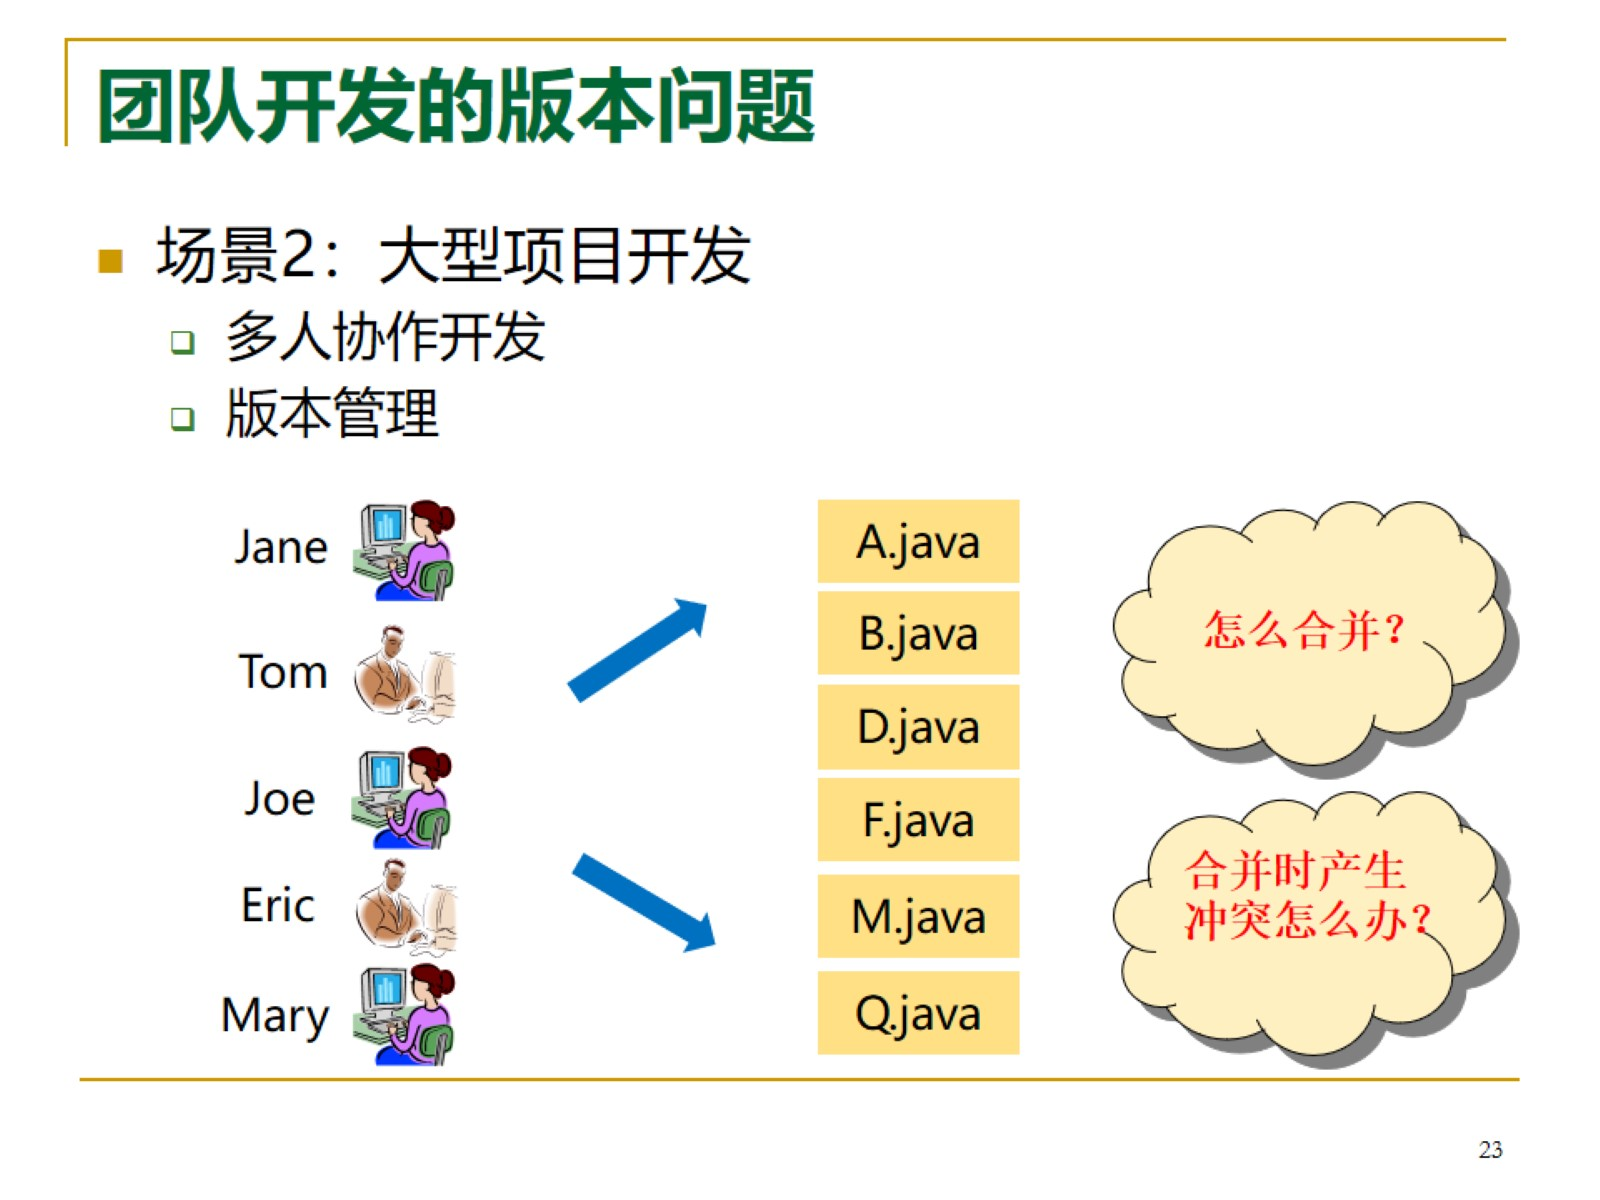 团队开发的版本问题
场景2：大型项目开发
多人协作开发
版本管理
Jane
Tom
Joe
Eric
Mary
A.java
B.java
D.java
F.java
M.java
Q.java
怎么合并？
合并时产生
冲突怎么办？
23